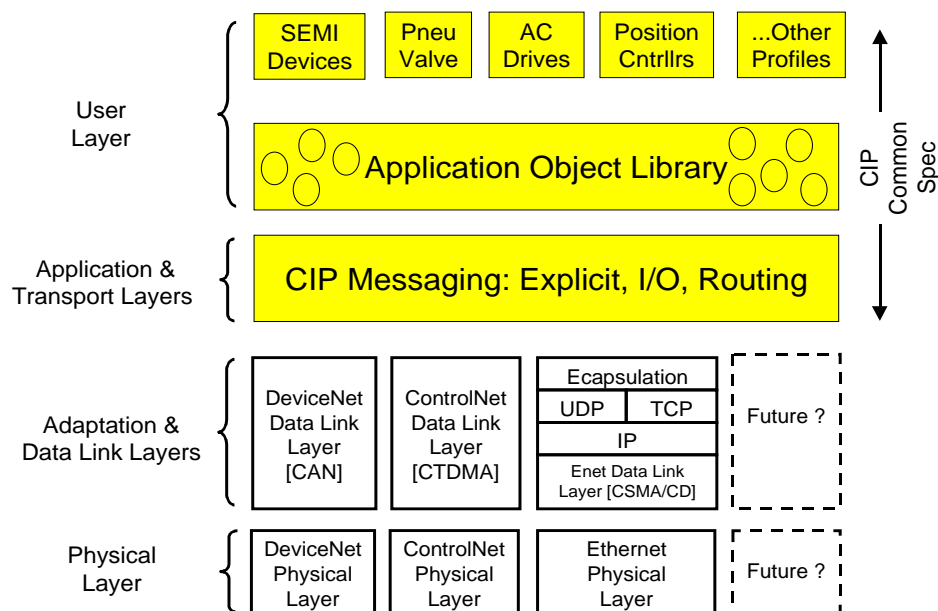 SEMI
Devices
Pneu
Valve
AC
Drives
Position
Cntrllrs
...Other
Profiles
User
Layer
Application Object Library
CIP
Common
Spec
Application &
Transport Layers
CIP Messaging: Explicit, I/O, Routing
Adaptation &
Data Link Layers
DeviceNet
Data Link
Layer
[CAN]
ControlNet
Data Link
Layer
[CTDMA]
Ecapsulation
UDP
TCP
IP
Enet Data Link
Layer [CSMA/CD]
Future ?
Physical
Layer
DeviceNet
Physical
Layer
ControlNet
Physical
Layer
Ethernet
Physical
Layer
Future ?